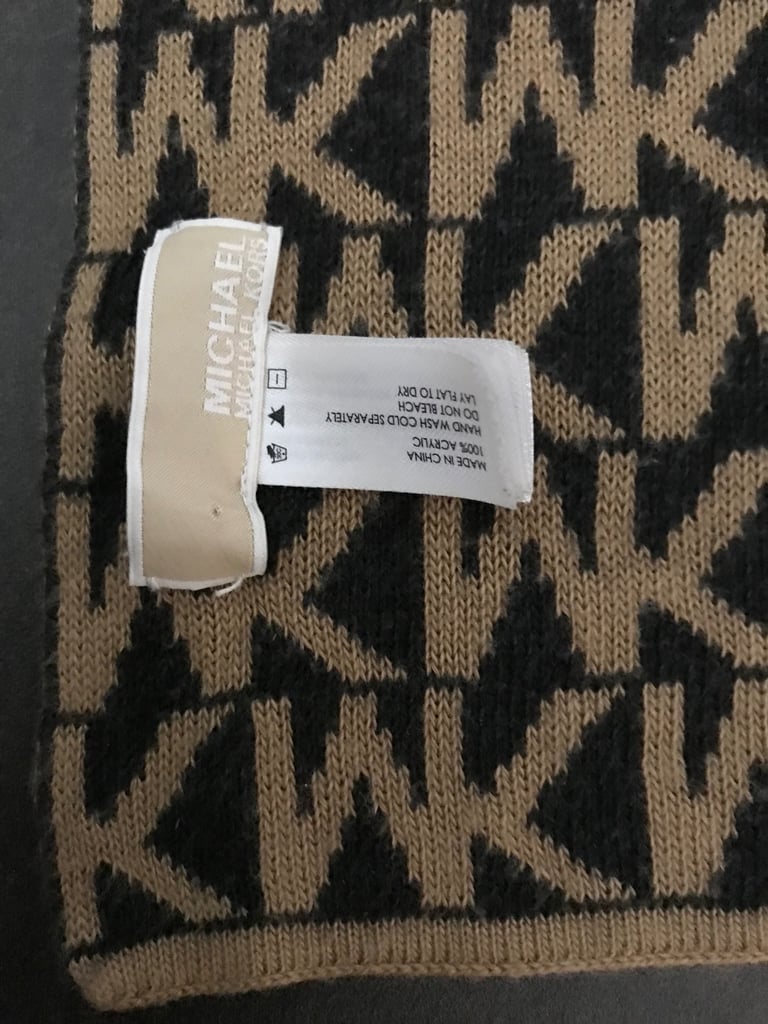 MICHAEL
MICHAEL KORS
MADE IN CHINA
100% ACRYLIC
HAND WASH COLD SEPARATELY
DO NOT BLEACH
LAY FLAT TO DRY